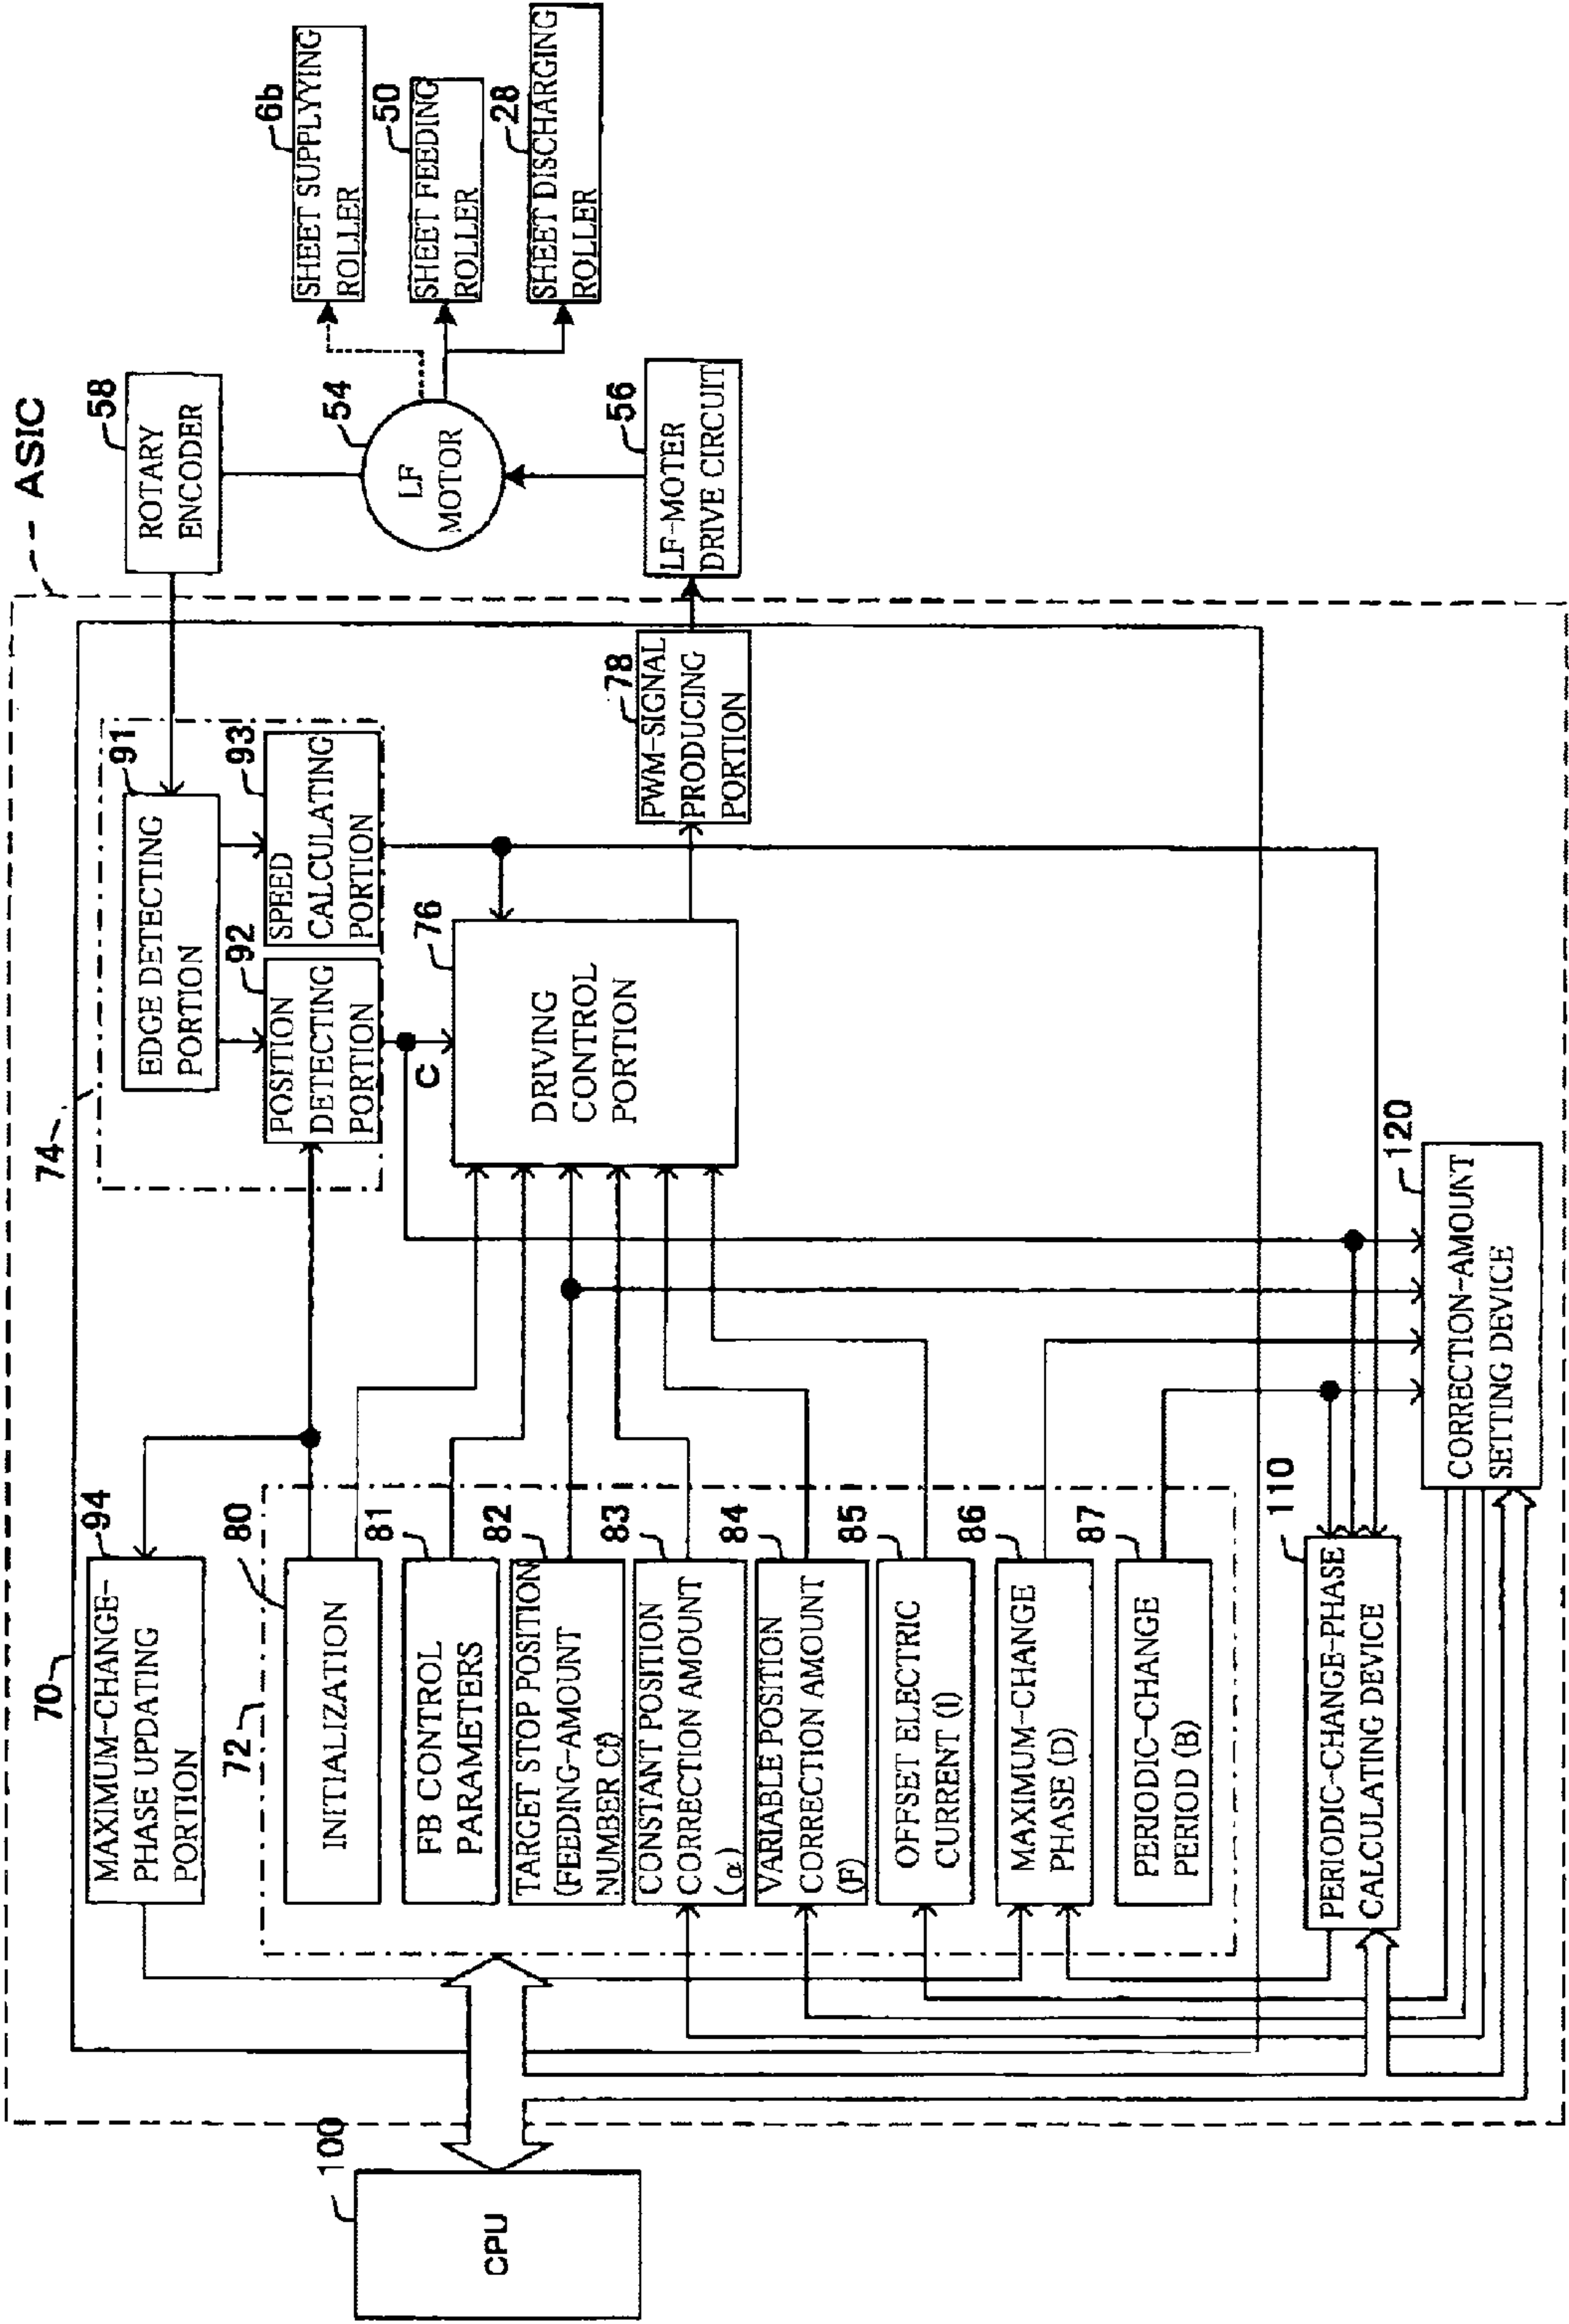 ASIC
70
74
94
MAXIMUM-CHANGE-
PHASE UPDATING
PORTION
91
EDGE DETECTING
PORTION
58
ROTARY
ENCODER
92
POSITION
DETECTING
PORTION
93
SPEED
CALCULATING
PORTION
72
80
INITIALIZATION
81
FB CONTROL
PARAMETERS
82
TARGET STOP POSITION
(FEEDING-AMOUNT
NUMBER Ct)
83
CONSTANT POSITION
CORRECTION AMOUNT
(α)
84
VARIABLE POSITION
CORRECTION AMOUNT
(F)
85
OFFSET ELECTRIC
CURRENT (I)
86
MAXIMUM-CHANGE
PHASE (D)
87
PERIODIC-CHANGE
PERIOD (B)
C
76
DRIVING
CONTROL
PORTION
78
PWM-SIGNAL
PRODUCING
PORTION
54
LF
MOTOR
56
LF-MOTER
DRIVE CIRCUIT
6b
SHEET SUPPLYYING
ROLLER
50
SHEET FEEDING
ROLLER
28
SHEET DISCHARGING
ROLLER
100
CPU
110
PERIODIC-CHANGE-PHASE
CALCULATING DEVICE
120
CORRECTION-AMOUNT
SETTING DEVICE